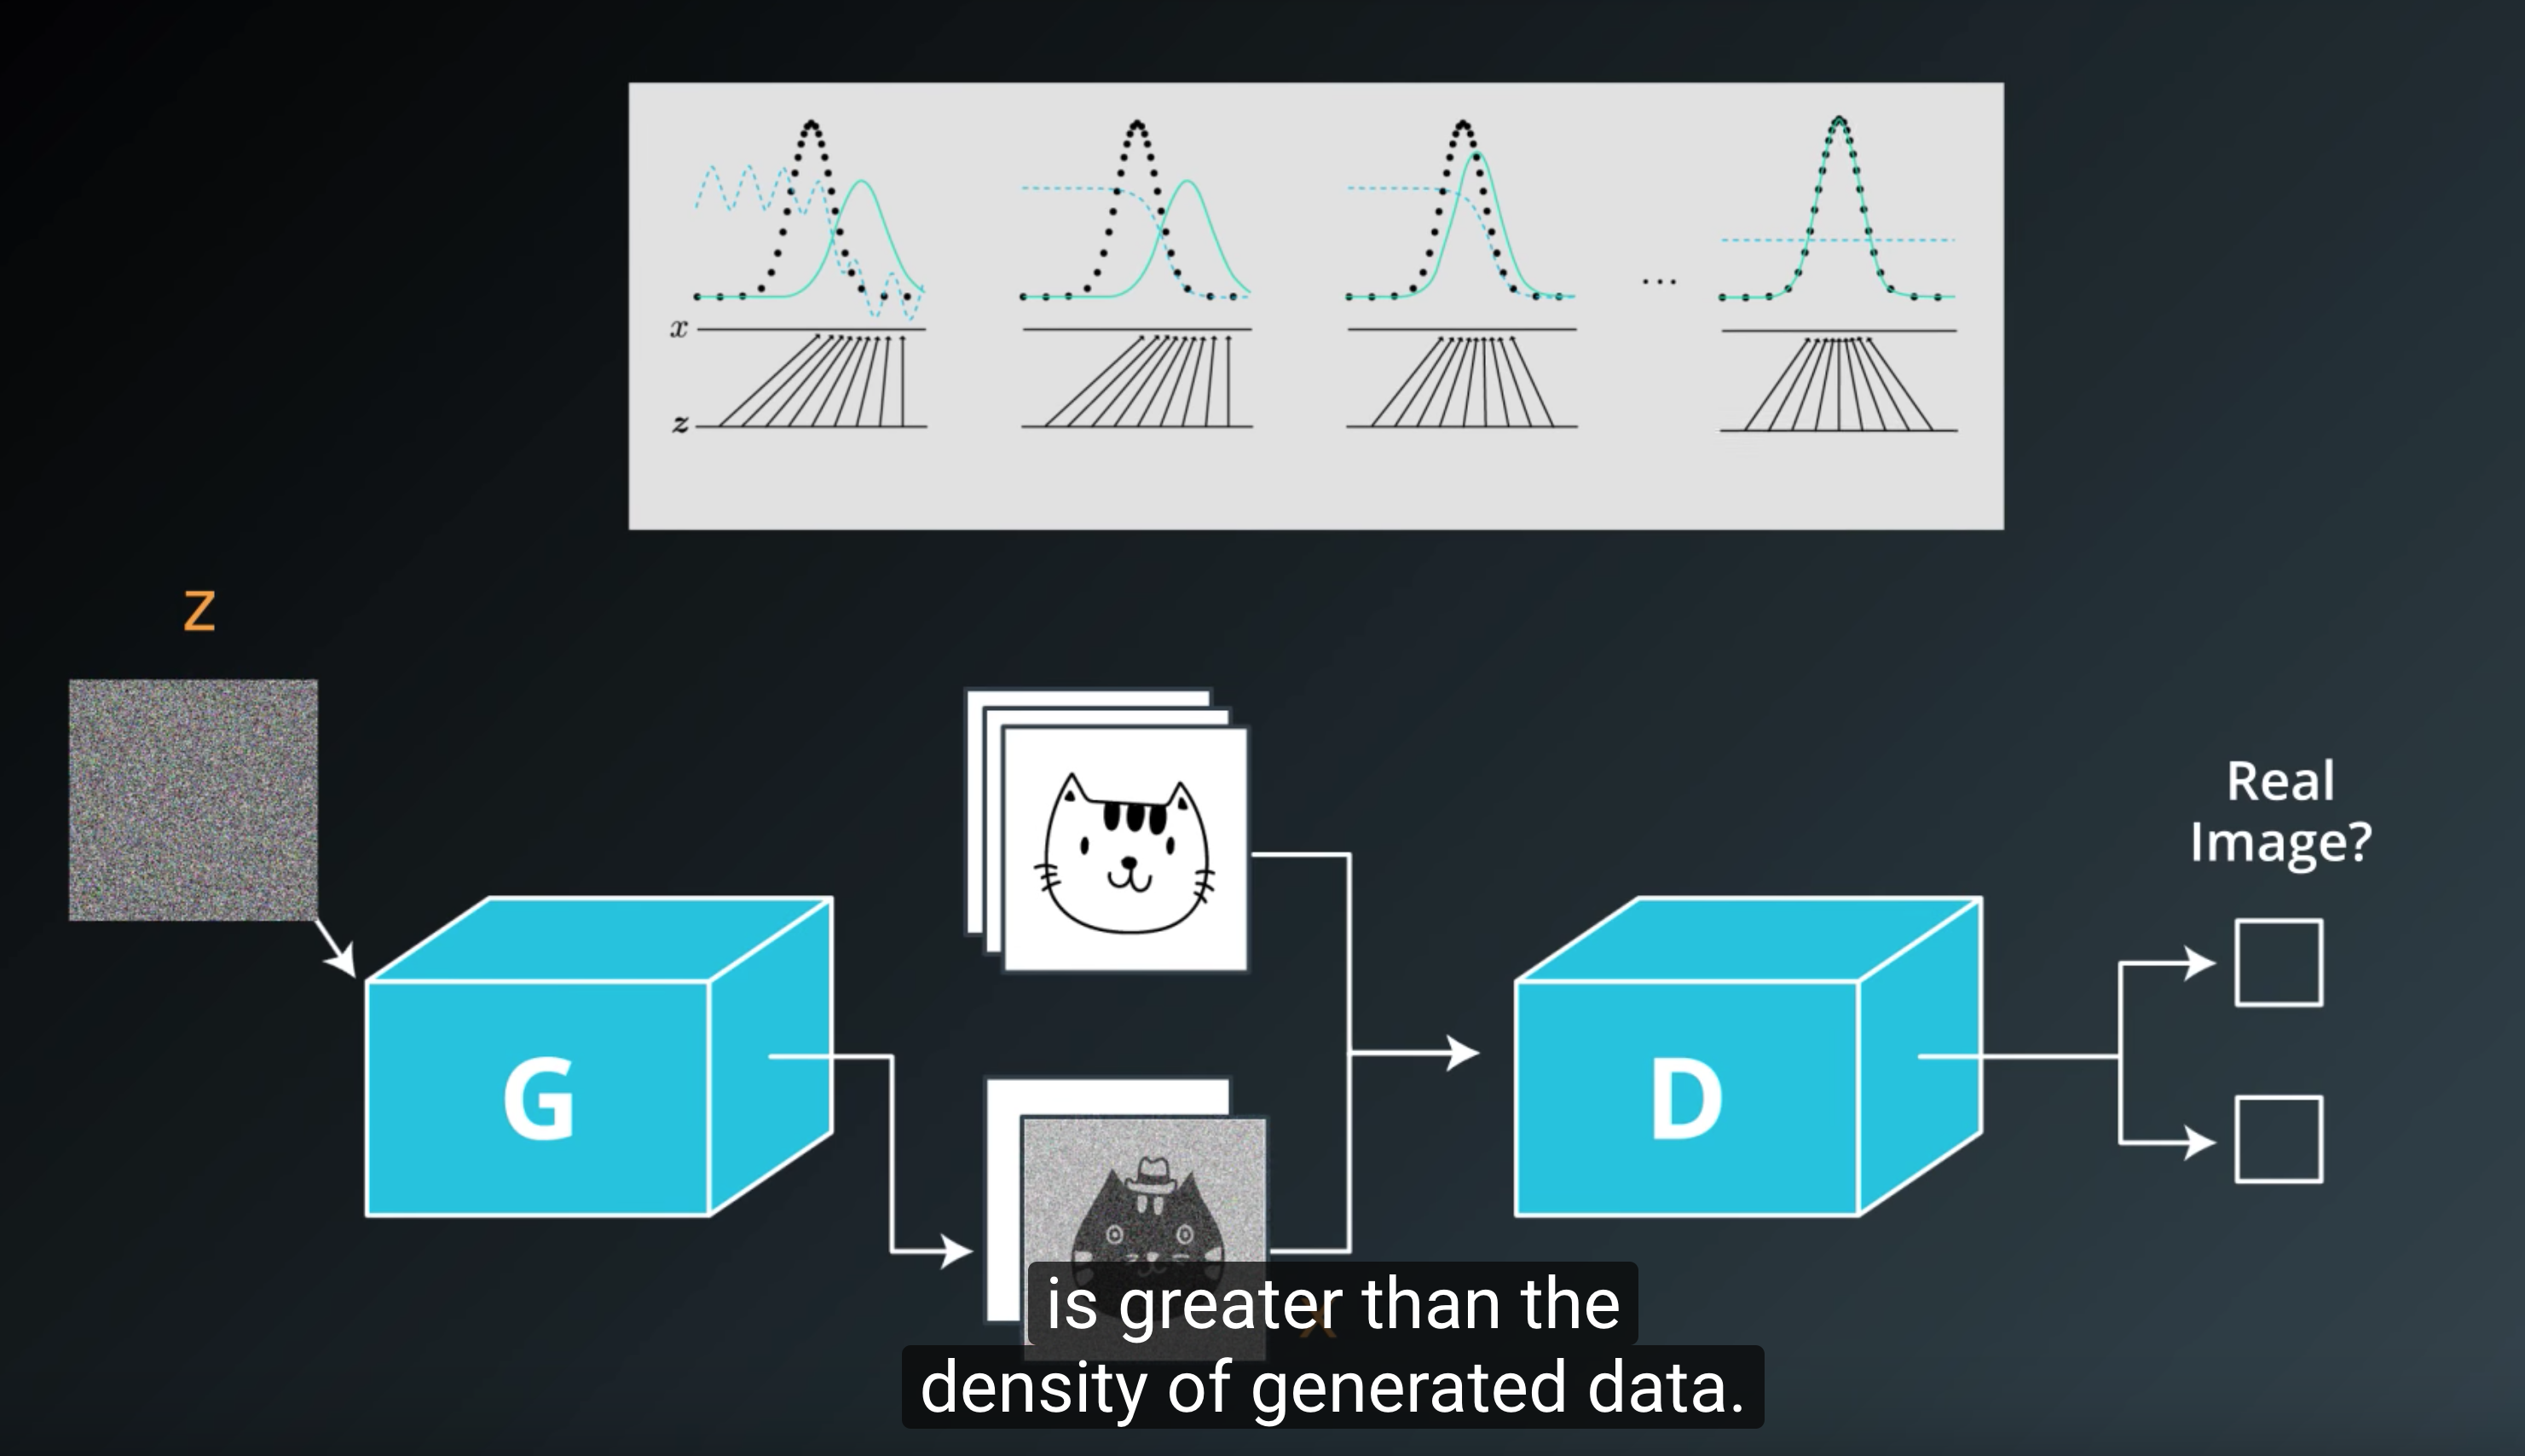 x
z
...
Z
Real
Image?
G
D
is greater than the
density of generated data.